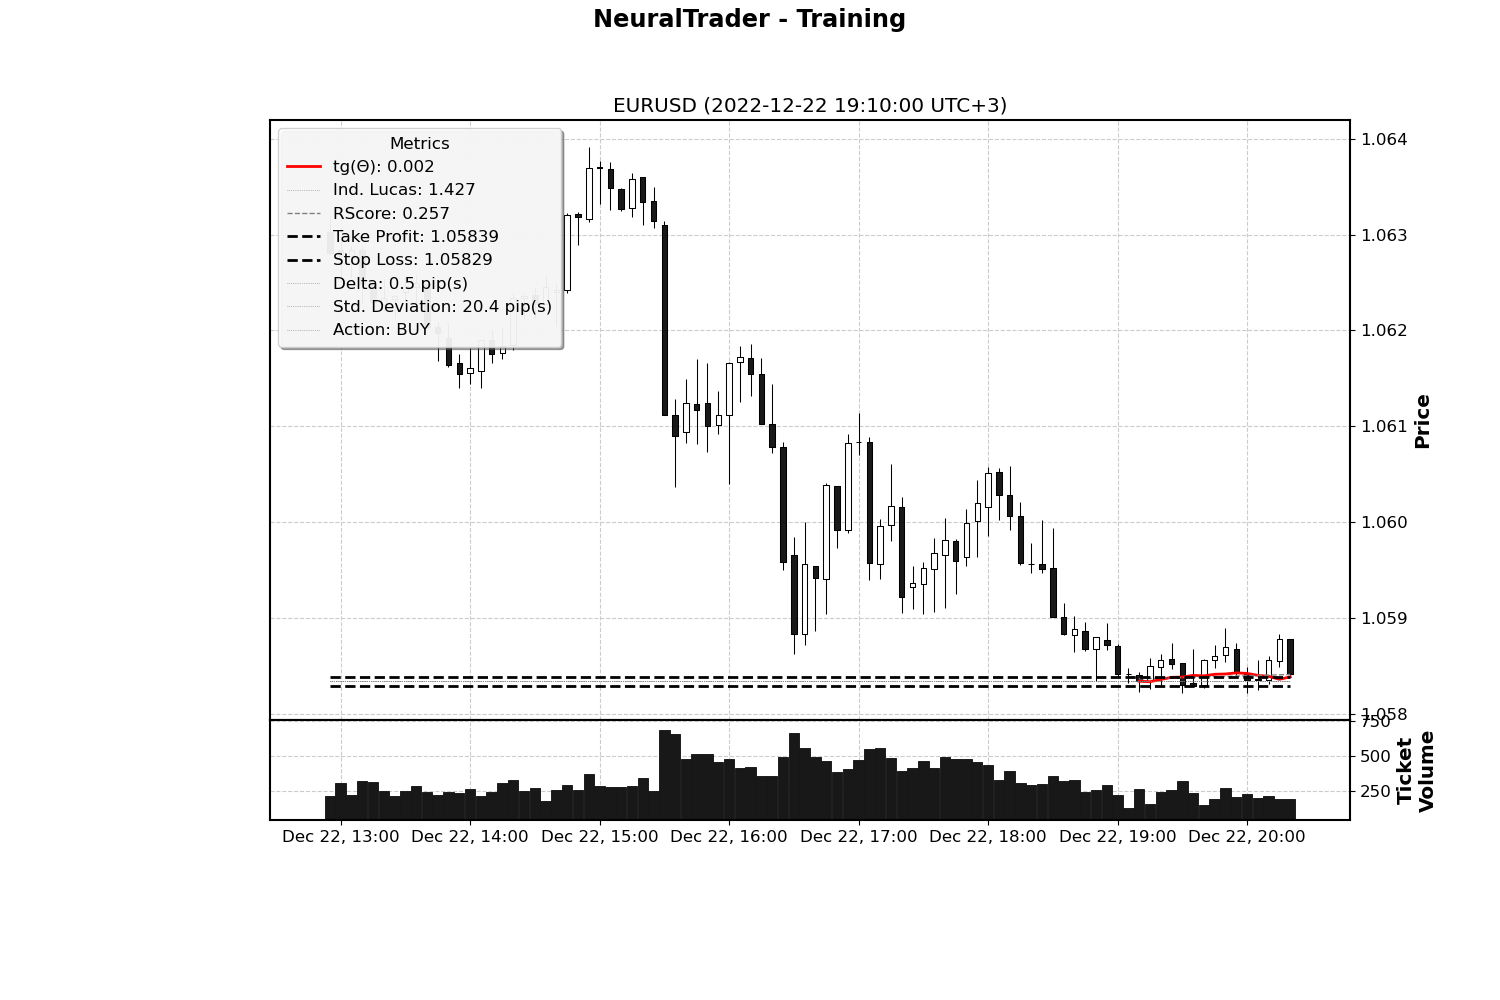 NeuralTrader - Training
EURUSD (2022-12-22 19:10:00 UTC+3)
Metrics
tg(Θ): 0.002
Ind. Lucas: 1.427
RScore: 0.257
Take Profit: 1.05839
Stop Loss: 1.05829
Delta: 0.5 pip(s)
Std. Deviation: 20.4 pip(s)
Action: BUY
1.064
1.063
1.062
1.061
1.060
1.059
1.058
Price
750
500
250
Ticket
Volume
Dec 22, 13:00 Dec 22, 14:00 Dec 22, 15:00 Dec 22, 16:00 Dec 22, 17:00 Dec 22, 18:00 Dec 22, 19:00 Dec 22, 20:00